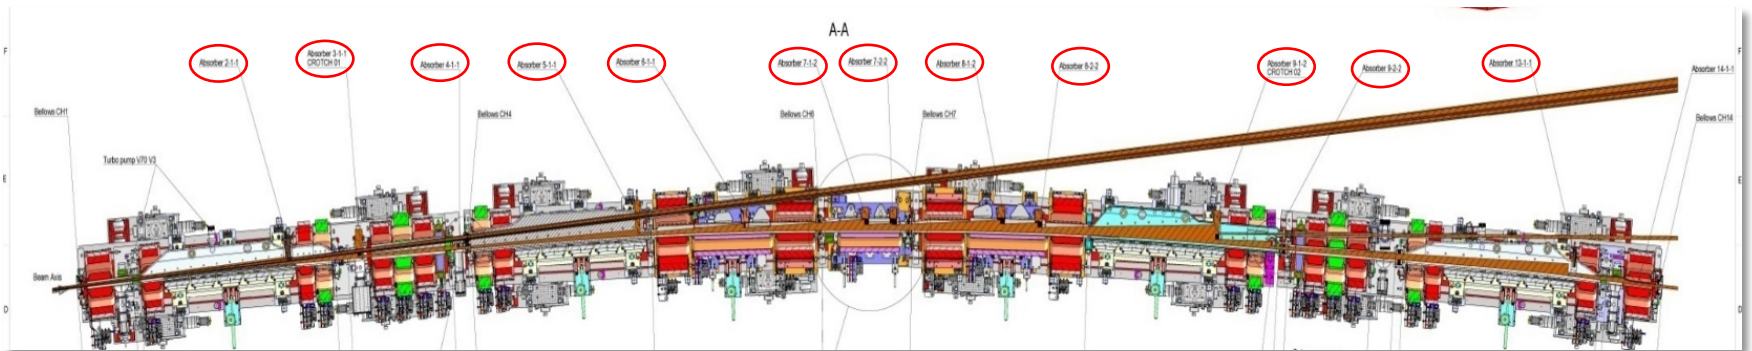 A-A
F
F
Absorber 2-1-1
Absorber 3-1-1
CROTCH 01
Absorber 4-1-1
Absorber 5-1-1
Absorber 6-1-1
Absorber 7-1-2
Absorber 7-2-2
Absorber 8-1-2
Absorber 8-2-2
Absorber 9-1-2
CROTCH 02
Absorber 9-2-2
Absorber 13-1-1
Absorber 14-1-1
Bellows CH1
Bellows CH4
Bellows CH6
Bellows CH7
Bellows CH14
Turbo pump V70 V3
E
E
Beam Axis
D
D